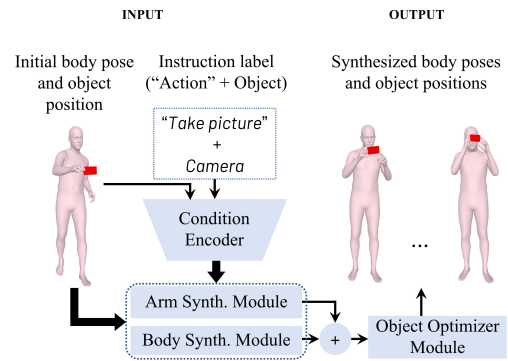 INPUT
OUTPUT
Initial body pose
and object
position
Instruction label
(“Action” + Object)
Synthesized body poses
and object positions
“Take picture”
+
Camera
Condition
Encoder
Arm Synth. Module
Body Synth. Module
+
Object Optimizer
Module
...